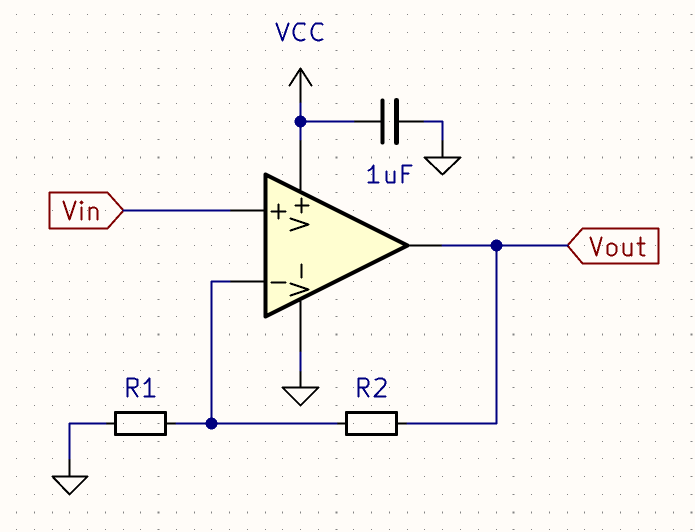 VCC
1uF
Vin
+
V+
V-
-
Vout
R1
R2